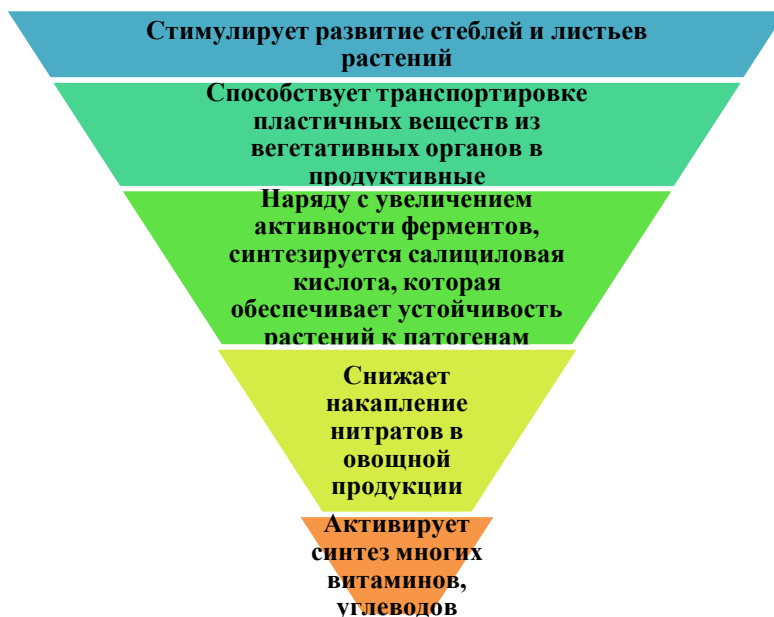 Стимулирует развитие стеблей и листьев
растений
Способствует транспортировке
пластичных веществ из
вегетативных органов в
продуктивные
Наряду с увеличением
активности ферментов,
синтезируется салициловая
кислота, которая
обеспечивает устойчивость
растений к патогенам
Снижает
накапление
нитратов в
овощной
продукции
Активирует
синтез многих
витаминов,
углеводов